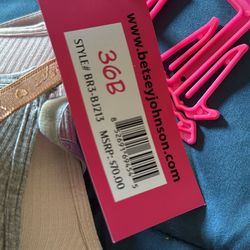 www.betseyjohnson.com
36B
STYLE# BR3-BJ213
MSRP: $70.00